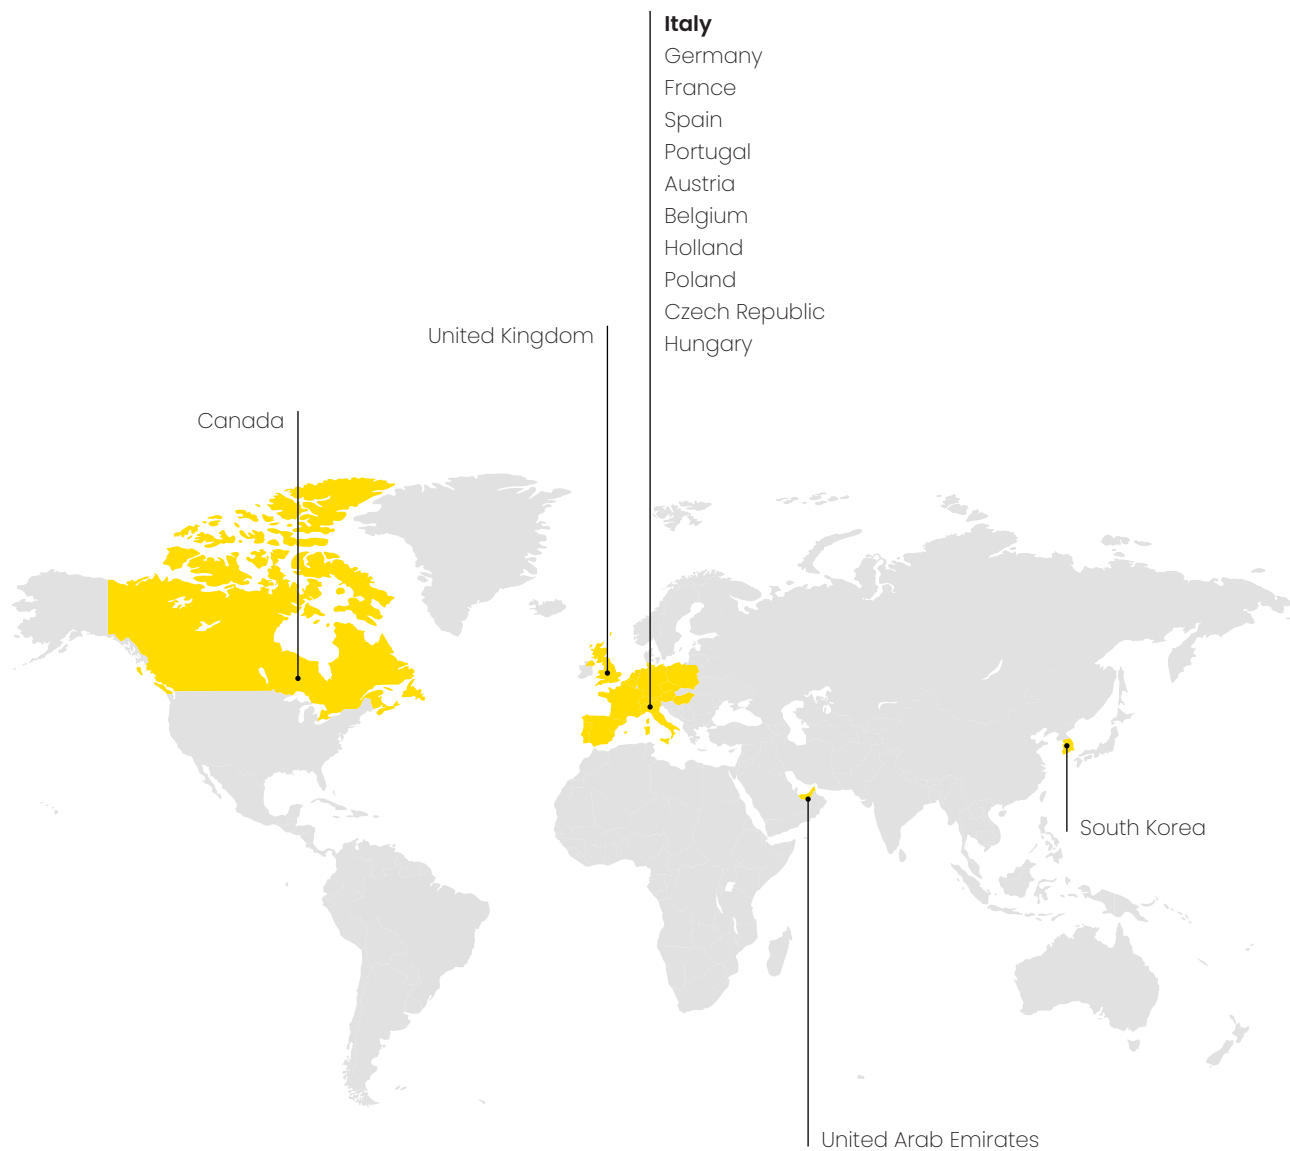 Italy
Germany
France
Spain
Portugal
Austria
Belgium
Holland
Poland
Czech Republic
Hungary
United Kingdom
Canada
South Korea
United Arab Emirates